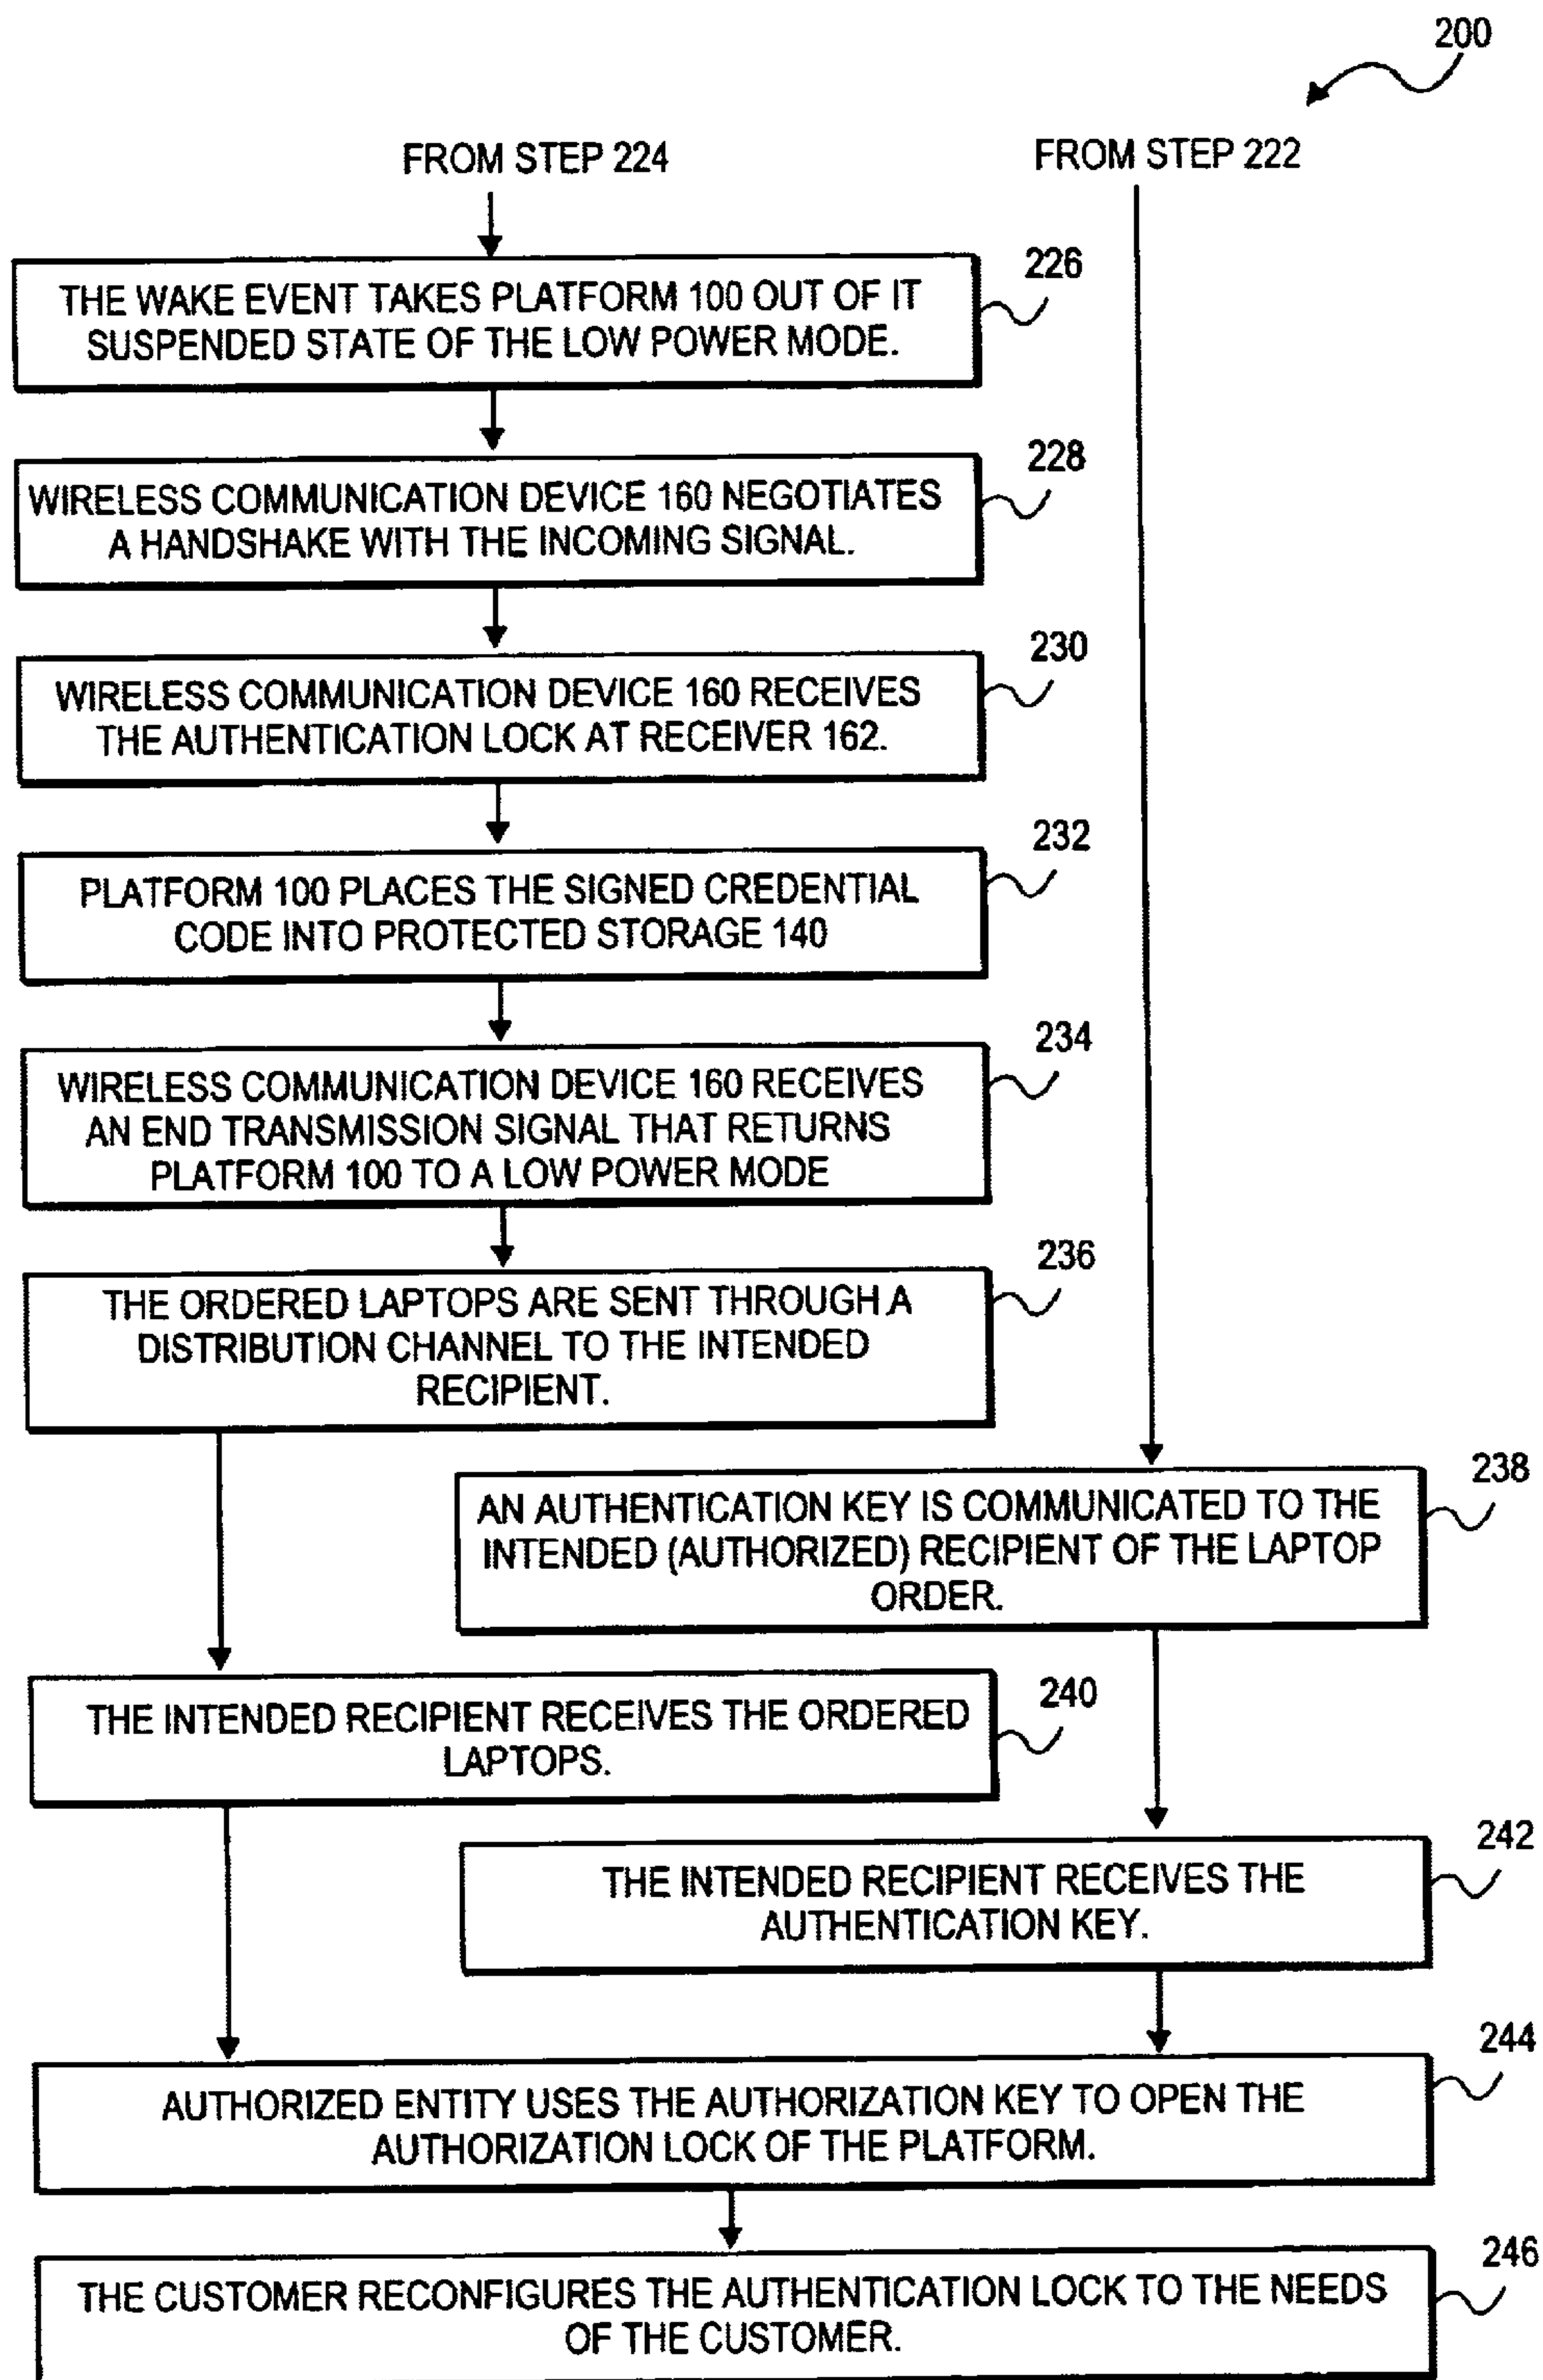 200
FROM STEP 224
FROM STEP 222
226
THE WAKE EVENT TAKES PLATFORM 100 OUT OF IT
SUSPENDED STATE OF THE LOW POWER MODE.
228
WIRELESS COMMUNICATION DEVICE 160 NEGOTIATES
A HANDSHAKE WITH THE INCOMING SIGNAL.
230
WIRELESS COMMUNICATION DEVICE 160 RECEIVES
THE AUTHENTICATION LOCK AT RECEIVER 162.
232
PLATFORM 100 PLACES THE SIGNED CREDENTIAL
CODE INTO PROTECTED STORAGE 140
234
WIRELESS COMMUNICATION DEVICE 160 RECEIVES
AN END TRANSMISSION SIGNAL THAT RETURNS
PLATFORM 100 TO A LOW POWER MODE
236
THE ORDERED LAPTOPS ARE SENT THROUGH A
DISTRIBUTION CHANNEL TO THE INTENDED
RECIPIENT.
238
AN AUTHENTICATION KEY IS COMMUNICATED TO THE
INTENDED (AUTHORIZED) RECIPIENT OF THE LAPTOP
ORDER.
240
THE INTENDED RECIPIENT RECEIVES THE ORDERED
LAPTOPS.
242
THE INTENDED RECIPIENT RECEIVES THE
AUTHENTICATION KEY.
244
AUTHORIZED ENTITY USES THE AUTHORIZATION KEY TO OPEN THE
AUTHORIZATION LOCK OF THE PLATFORM.
246
THE CUSTOMER RECONFIGURES THE AUTHENTICATION LOCK TO THE NEEDS
OF THE CUSTOMER.